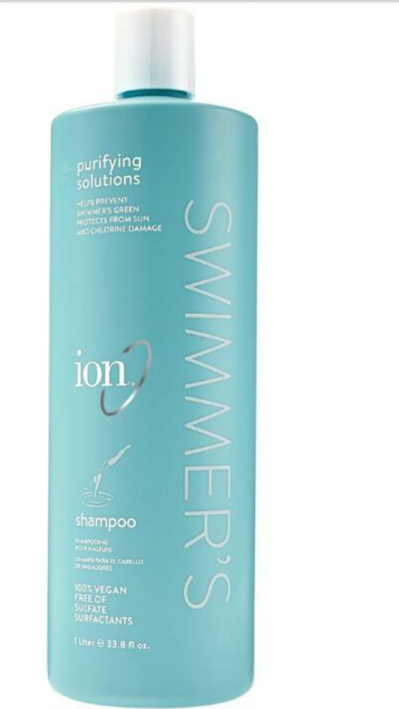 purifying
solutions
HELPS PREVENT
SWIMMER'S GREEN
PROTECTS FROM SUN
AND CHLORINE DAMAGE
SWIMMER'S
ion™
shampoo
SHAMPOOING
POUR NAGEURS
CHAMPÚ PARA EL CABELLO
DE NADADORES
100% VEGAN
FREE OF
SULFATE
SURFACTANTS
1 Liter ℮ 33.8 fl oz.